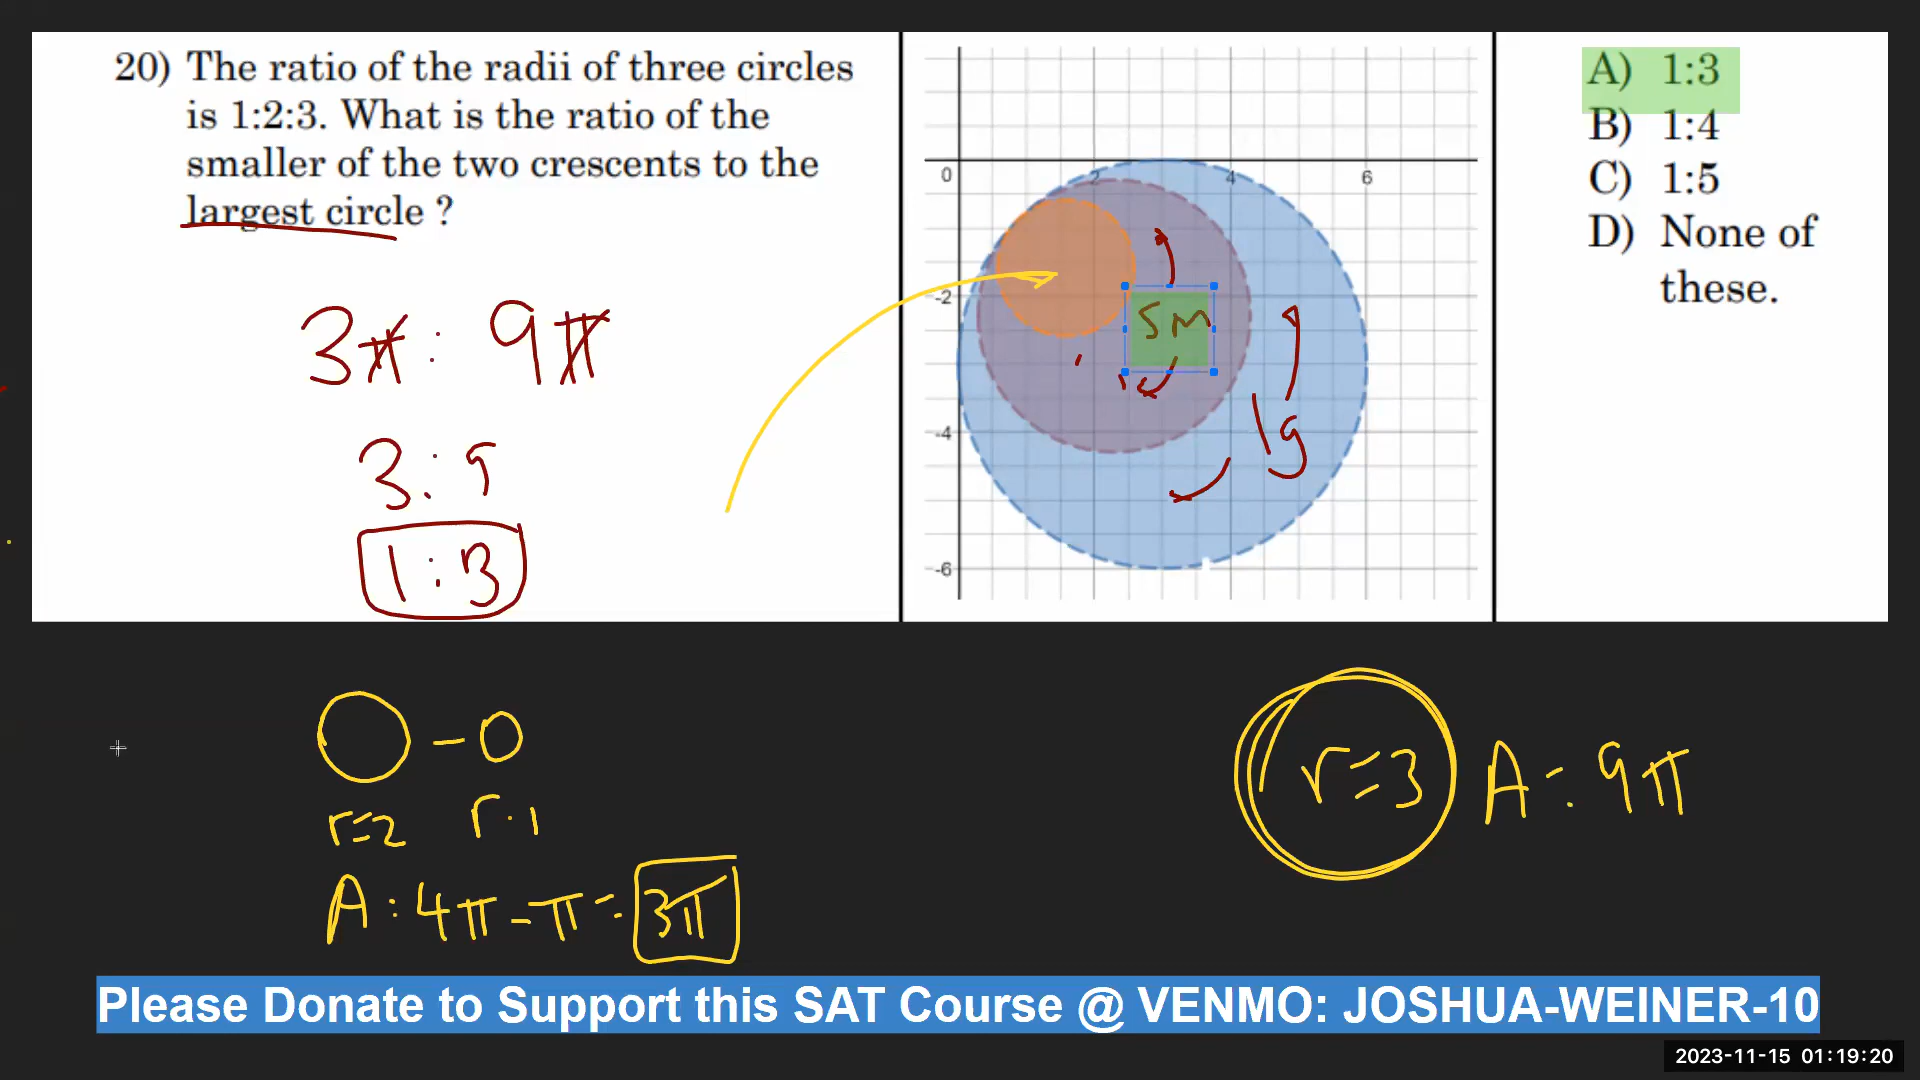 20) The ratio of the radii of three circles
is 1:2:3. What is the ratio of the
smaller of the two crescents to the
largest circle ?
3π : 9π
3 : 9
1 : 3
0
2
4
6
-2
-4
-6
Sm
lg
A) 1:3
B) 1:4
C) 1:5
D) None of
these.
r=2 r=1
A: 4π - π = 3π
r=3 A = 9π
Please Donate to Support this SAT Course @ VENMO: JOSHUA-WEINER-10
2023-11-15 01:19:20